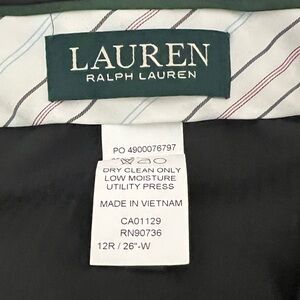 LAUREN
RALPH LAUREN
PO 4900076797
DRY CLEAN ONLY
LOW MOISTURE
UTILITY PRESS
MADE IN VIETNAM
CA01129
RN90736
12R / 26"-W